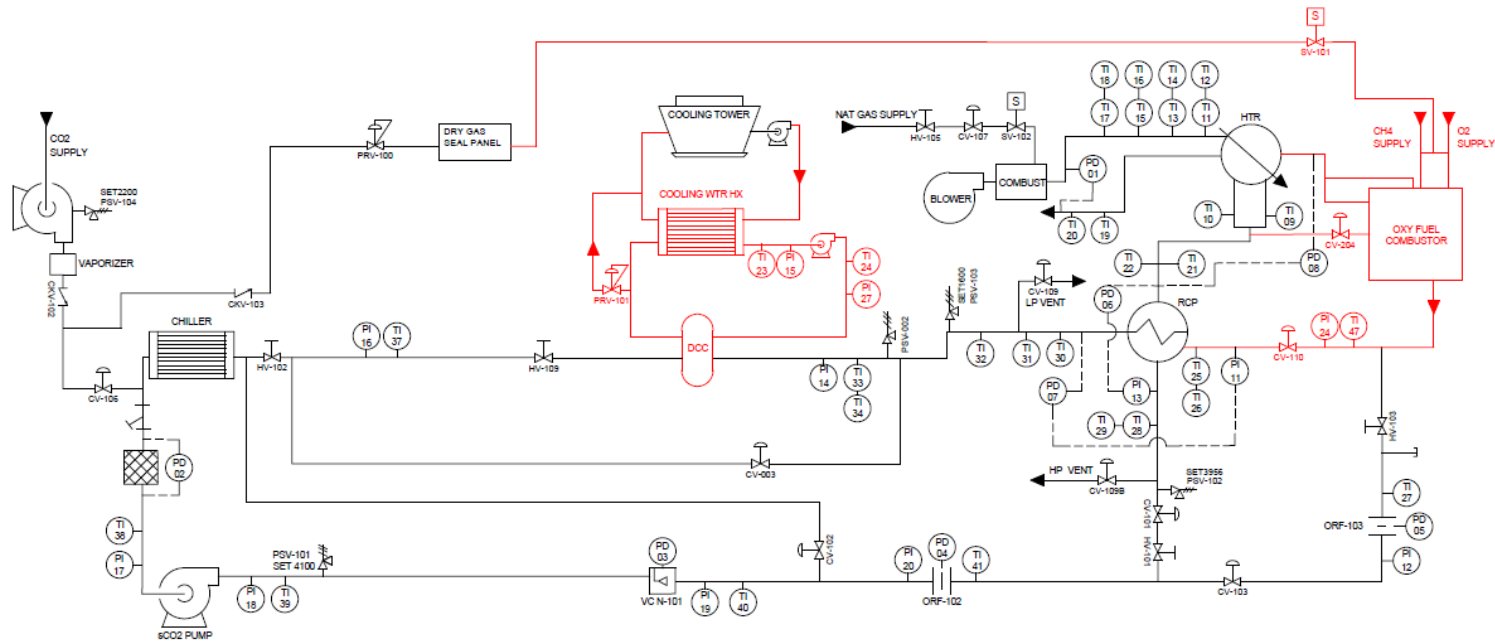 S
SV-101
CO2
SUPPLY
SET2200
PSV-104
VAPORIZER
CKV-102
CKV-103
PRV-100
DRY GAS
SEAL PANEL
COOLING TOWER
COOLING WTR HX
PRV-101
TI
23
PI
15
TI
24
PI
27
DCC
NAT GAS SUPPLY
HV-105
CV-107
S
SV-102
BLOWER
COMBUST
PD
01
TI
18
TI
16
TI
14
TI
12
TI
17
TI
15
TI
13
TI
11
HTR
TI
20
TI
19
TI
10
TI
09
CH4
SUPPLY
O2
SUPPLY
OXY FUEL
COMBUSTOR
CV-204
PD
08
TI
22
TI
21
PD
06
RCP
CV-109
LP VENT
SET1600
PSV-103
PSV-002
CHILLER
HV-102
PI
16
TI
37
HV-109
PI
14
TI
33
TI
34
TI
32
TI
31
TI
30
PD
07
PI
13
TI
29
TI
28
TI
25
TI
26
PI
11
CV-110
PI
24
TI
47
CV-106
PD
02
CV-003
HP VENT
CV-109B
SET3956
PSV-102
CV-101
HV-101
HV-103
TI
27
ORF-103
PD
05
PI
12
TI
38
PI
17
sCO2 PUMP
PI
18
TI
39
PSV-101
SET 4100
PD
03
VC N-101
PI
19
TI
40
CV-102
PI
20
PD
04
ORF-102
TI
41
CV-103